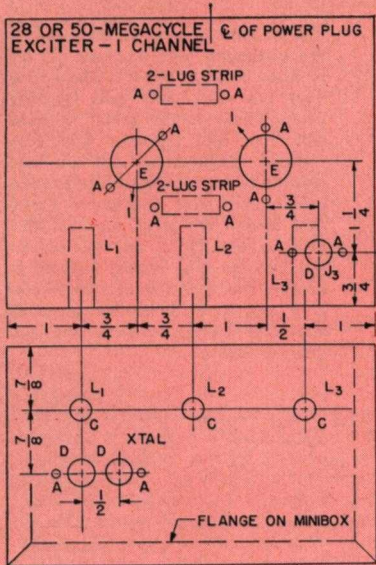 28 OR 50-MEGACYCLE
EXCITER-1 CHANNEL
℄ OF POWER PLUG
2-LUG STRIP
A A
A A
E E
1 1
A A
2-LUG STRIP
A A
3/4
1 1/4
L1 L2 L3
A D A
J3
3/4
1 3/4 3/4 1 1/2 1
7/8
L1 L2 L3
C C C
7/8
D D XTAL
A A
1/2
FLANGE ON MINIBOX